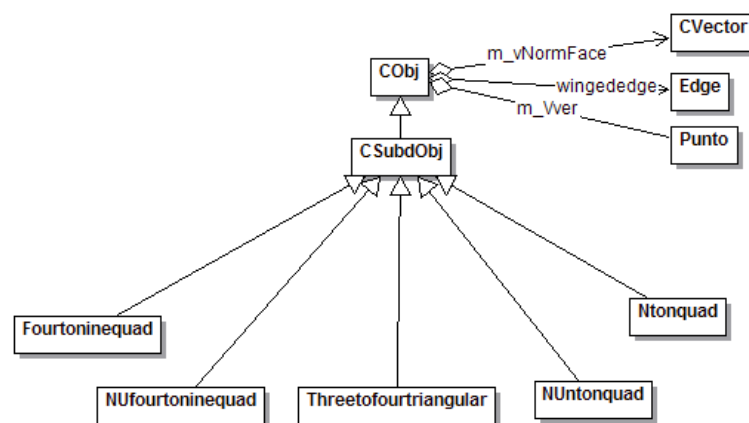 CVector
m_vNormFace
CObj
wingededge
Edge
m_Vver
Punto
CSubdObj
Ntonquad
Fourtoninequad
NUfourtoninequad
Threetofourtriangular
NUntonquad